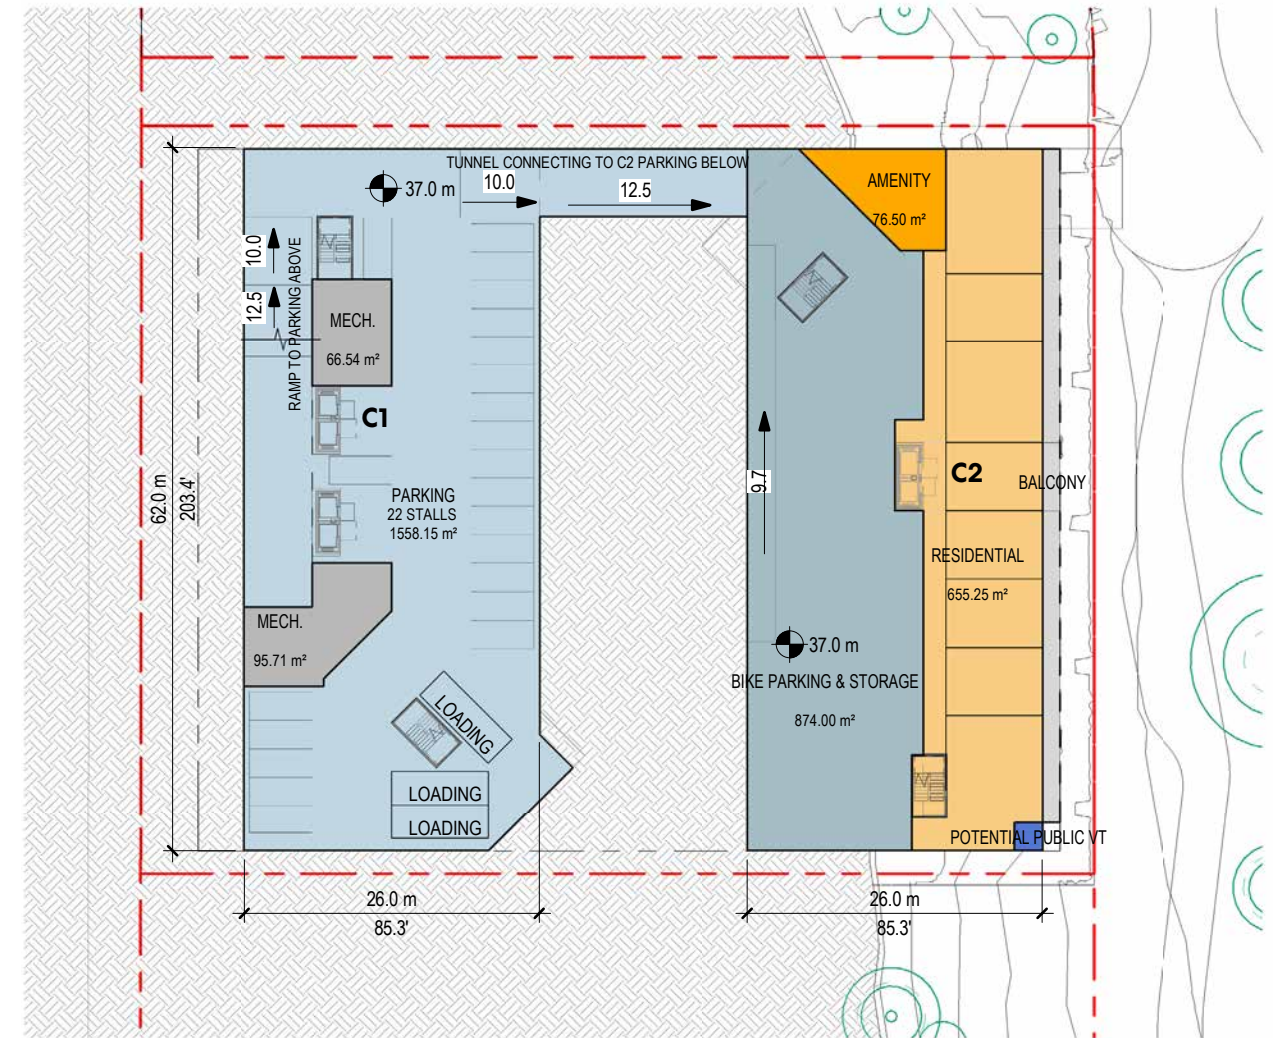 TUNNEL CONNECTING TO C2 PARKING BELOW
37.0 m
10.0
12.5
AMENITY
76.50 m²
10.0
12.5
RAMP TO PARKING ABOVE
MECH.
66.54 m²
C1
PARKING
22 STALLS
1558.15 m²
62.0 m
203.4'
MECH.
95.71 m²
LOADING
LOADING
LOADING
9.7
C2
BALCONY
RESIDENTIAL
655.25 m²
37.0 m
BIKE PARKING & STORAGE
874.00 m²
POTENTIAL PUBLIC VT
26.0 m
85.3'
26.0 m
85.3'